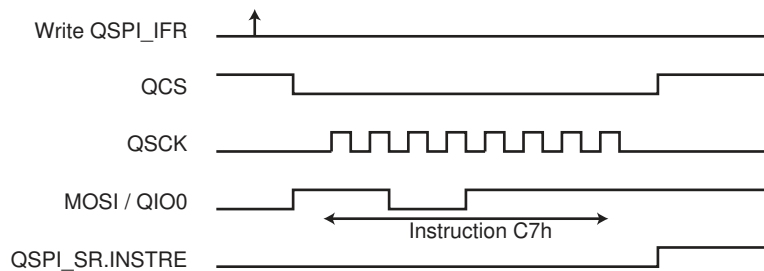 Write QSPI_IFR
QCS
QSCK
MOSI / QIO0
Instruction C7h
QSPI_SR.INSTRE